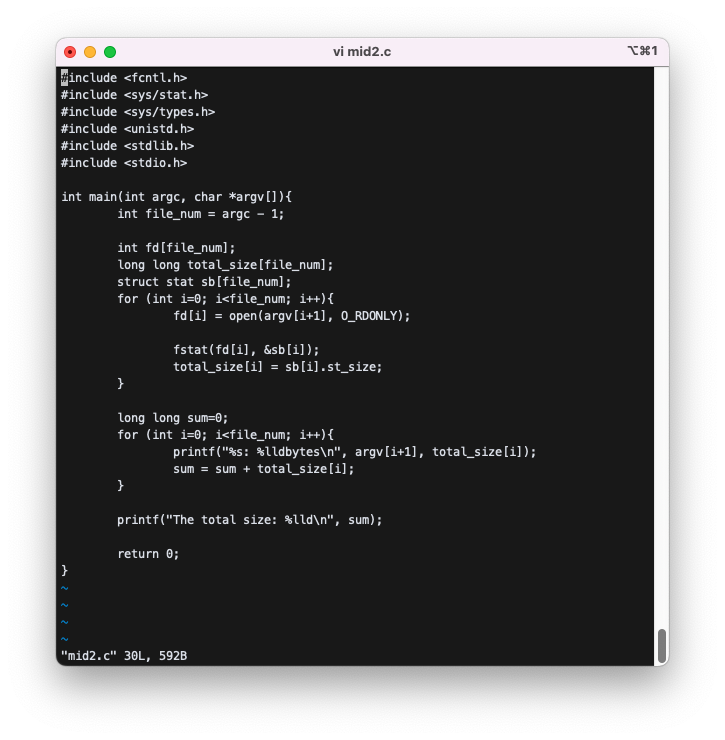 vi mid2.c
⌥⌘1
#include <fcntl.h>
#include <sys/stat.h>
#include <sys/types.h>
#include <unistd.h>
#include <stdlib.h>
#include <stdio.h>

int main(int argc, char *argv[]){
        int file_num = argc - 1;

        int fd[file_num];
        long long total_size[file_num];
        struct stat sb[file_num];
        for (int i=0; i<file_num; i++){
                fd[i] = open(argv[i+1], O_RDONLY);

                fstat(fd[i], &sb[i]);
                total_size[i] = sb[i].st_size;
        }

        long long sum=0;
        for (int i=0; i<file_num; i++){
                printf("%s: %lldbytes\n", argv[i+1], total_size[i]);
                sum = sum + total_size[i];
        }

        printf("The total size: %lld\n", sum);

        return 0;
}
~
~
~
~
"mid2.c" 30L, 592B